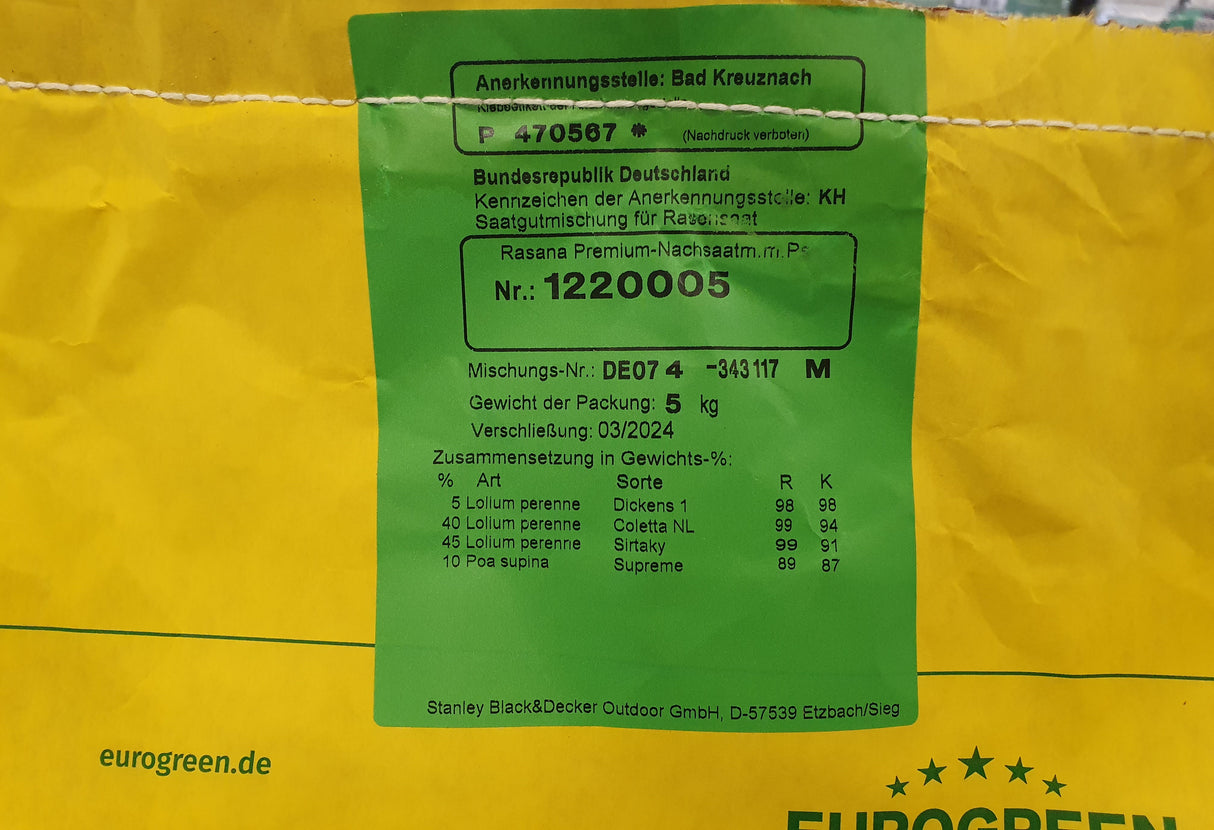 Anerkennungsstelle: Bad Kreuznach
P 470567 * (Nachdruck verboten)
Bundesrepublik Deutschland
Kennzeichen der Anerkennungsstelle: KH
Saatgutmischung für Rasensaat
Rasana Premium-Nachsaatm.m.Ps
Nr.: 1220005
Mischungs-Nr.: DE07 4 -343117 M
Gewicht der Packung: 5 kg
Verschließung: 03/2024
Zusammensetzung in Gewichts-%:
% Art Sorte R K
5 Lolium perenne Dickens 1 98 98
40 Lolium perenne Coletta NL 99 94
45 Lolium perenne Sirtaky 99 91
10 Poa supina Supreme 89 87
Stanley Black&Decker Outdoor GmbH, D-57539 Etzbach/Sieg
eurogreen.de
EUROGREEN